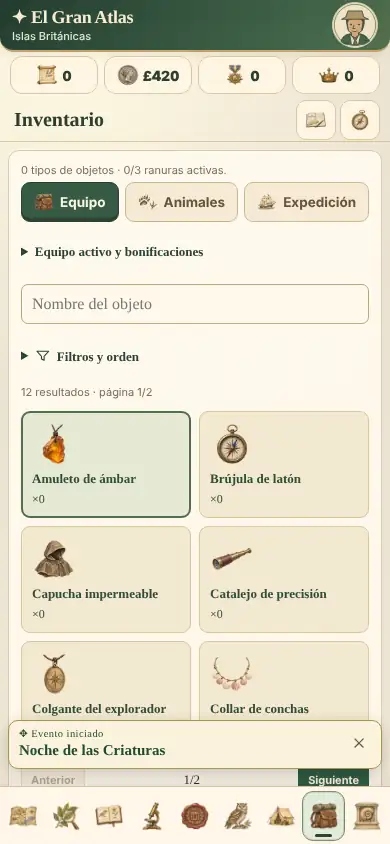 ✦ El Gran Atlas
Islas Británicas
0
£420
0
0
Inventario
0 tipos de objetos · 0/3 ranuras activas.
Equipo
Animales
Expedición
Equipo activo y bonificaciones
Nombre del objeto
Filtros y orden
12 resultados · página 1/2
Amuleto de ámbar
×0
Brújula de latón
×0
Capucha impermeable
×0
Catalejo de precisión
×0
Colgante del explorador
Collar de conchas
✥ Evento iniciado
Noche de las Criaturas
×
Anterior
1/2
Siguiente